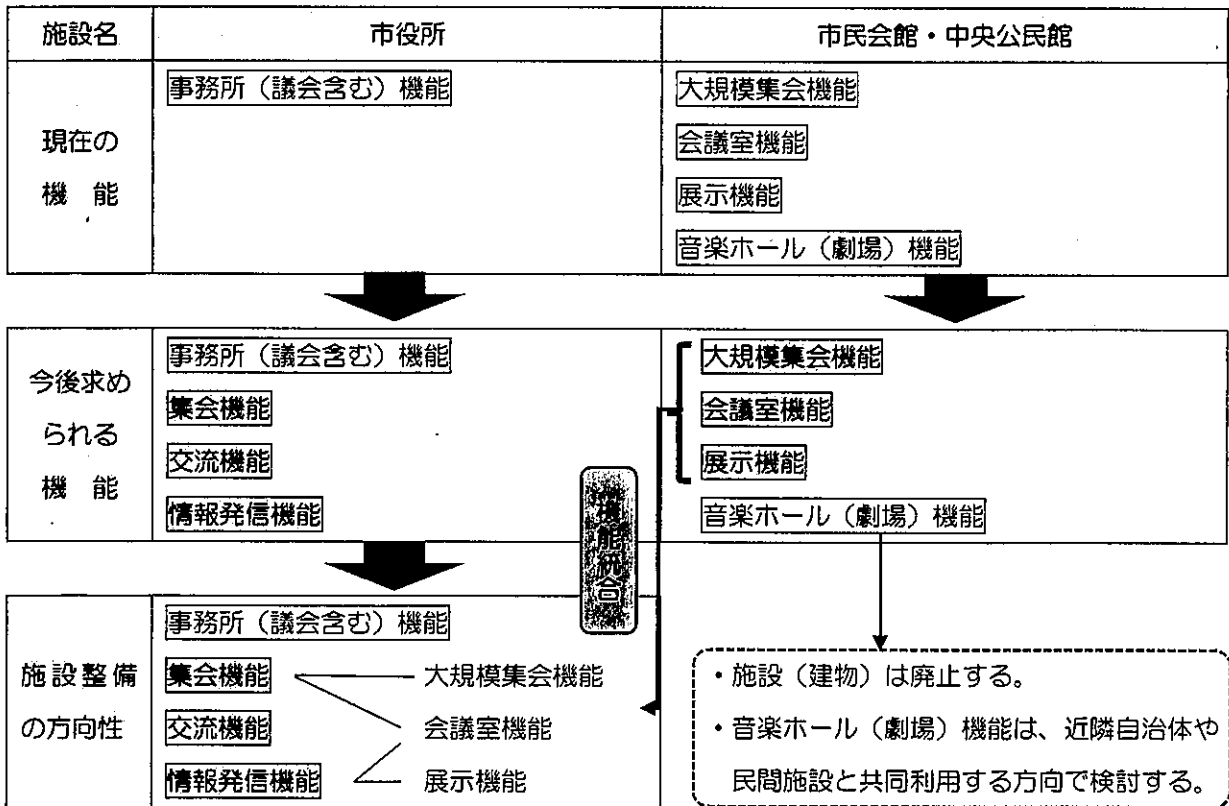 施設名
市役所
市民会館・中央公民館
現在の
機 能
事務所（議会含む）機能
大規模集会機能
会議室機能
展示機能
音楽ホール（劇場）機能
今後求め
られる
機 能
事務所（議会含む）機能
集会機能
交流機能
情報発信機能
大規模集会機能
会議室機能
展示機能
音楽ホール（劇場）機能
機能統合
施設整備
の方向性
事務所（議会含む）機能
集会機能
交流機能
情報発信機能
大規模集会機能
会議室機能
展示機能
・施設（建物）は廃止する。
・音楽ホール（劇場）機能は、近隣自治体や
民間施設と共同利用する方向で検討する。